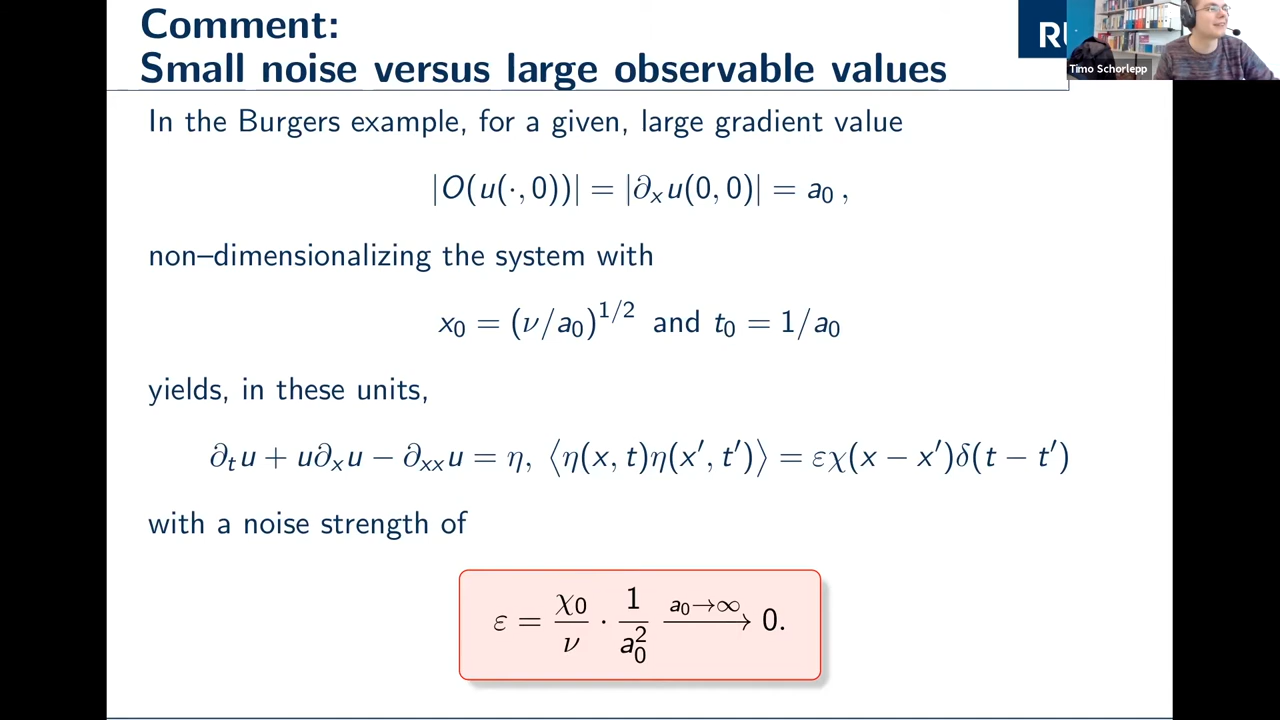 Comment:
Small noise versus large observable values
RU
Timo Schorlepp
In the Burgers example, for a given, large gradient value
|O(u(·, 0))| = |∂ₓu(0, 0)| = a₀ ,
non–dimensionalizing the system with
x₀ = (ν/a₀)^{1/2} and t₀ = 1/a₀
yields, in these units,
∂ₜu + u∂ₓu − ∂ₓₓu = η, ⟨η(x, t)η(x′, t′)⟩ = εχ(x − x′)δ(t − t′)
with a noise strength of
ε = χ₀/ν · 1/a₀² —a₀→∞→ 0.